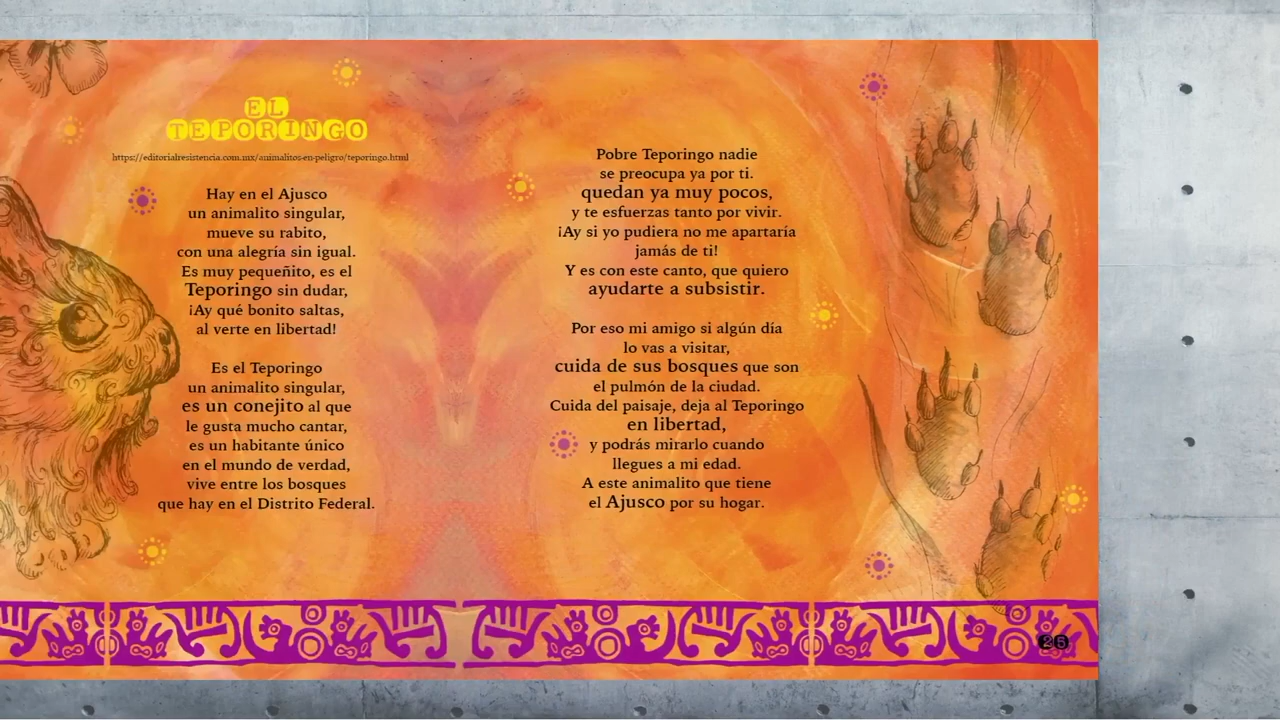 EL
TEPORINGO
https://editorialresistencia.com.mx/animalitos-en-peligro/teporingo.html
Hay en el Ajusco
un animalito singular,
mueve su rabito,
con una alegría sin igual.
Es muy pequeñito, es el
Teporingo sin dudar,
¡Ay qué bonito saltas,
al verte en libertad!
Es el Teporingo
un animalito singular,
es un conejito al que
le gusta mucho cantar,
es un habitante único
en el mundo de verdad,
vive entre los bosques
que hay en el Distrito Federal.
Pobre Teporingo nadie
se preocupa ya por ti.
quedan ya muy pocos,
y te esfuerzas tanto por vivir.
¡Ay si yo pudiera no me apartaría
jamás de ti!
Y es con este canto, que quiero
ayudarte a subsistir.
Por eso mi amigo si algún día
lo vas a visitar,
cuida de sus bosques que son
el pulmón de la ciudad.
Cuida del paisaje, deja al Teporingo
en libertad,
y podrás mirarlo cuando
llegues a mi edad.
A este animalito que tiene
el Ajusco por su hogar.
25